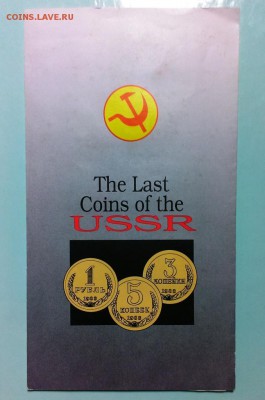 COINS.LAVE.RU
The Last
Coins of the
USSR
1
РУБЛЬ
1988
5
КОПЕЕК
1988
3
КОПЕЙКИ
1988